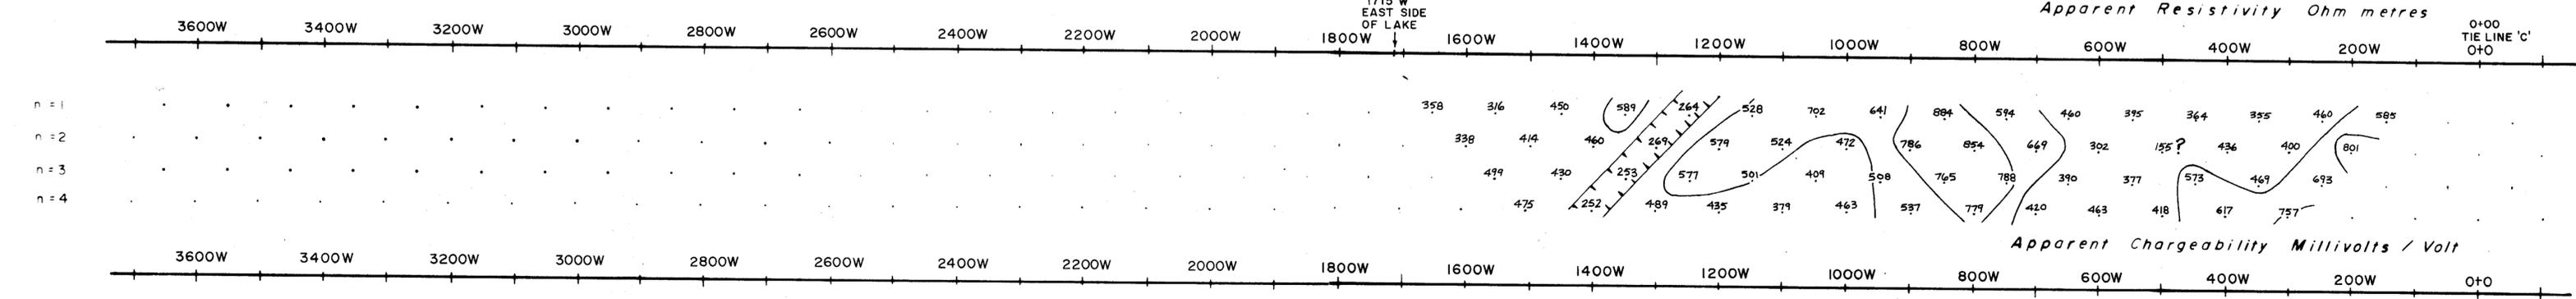 1715 W
EAST SIDE
OF LAKE
Apparent Resistivity Ohm metres
0+00
TIE LINE 'C'
3600W 3400W 3200W 3000W 2800W 2600W 2400W 2200W 2000W 1800W 1600W 1400W 1200W 1000W 800W 600W 400W 200W 0+0
n = 1 358 316 450 589 264 528 702 641 884 594 460 395 364 355 460 585
n = 2 338 414 460 269 579 524 472 786 854 669 302 155? 436 400 801
n = 3 499 430 253 577 501 409 508 765 788 390 377 573 469 693
n = 4 475 252 489 435 379 463 537 779 420 463 418 617 757
Apparent Chargeability Millivolts / Volt
3600W 3400W 3200W 3000W 2800W 2600W 2400W 2200W 2000W 1800W 1600W 1400W 1200W 1000W 800W 600W 400W 200W 0+0